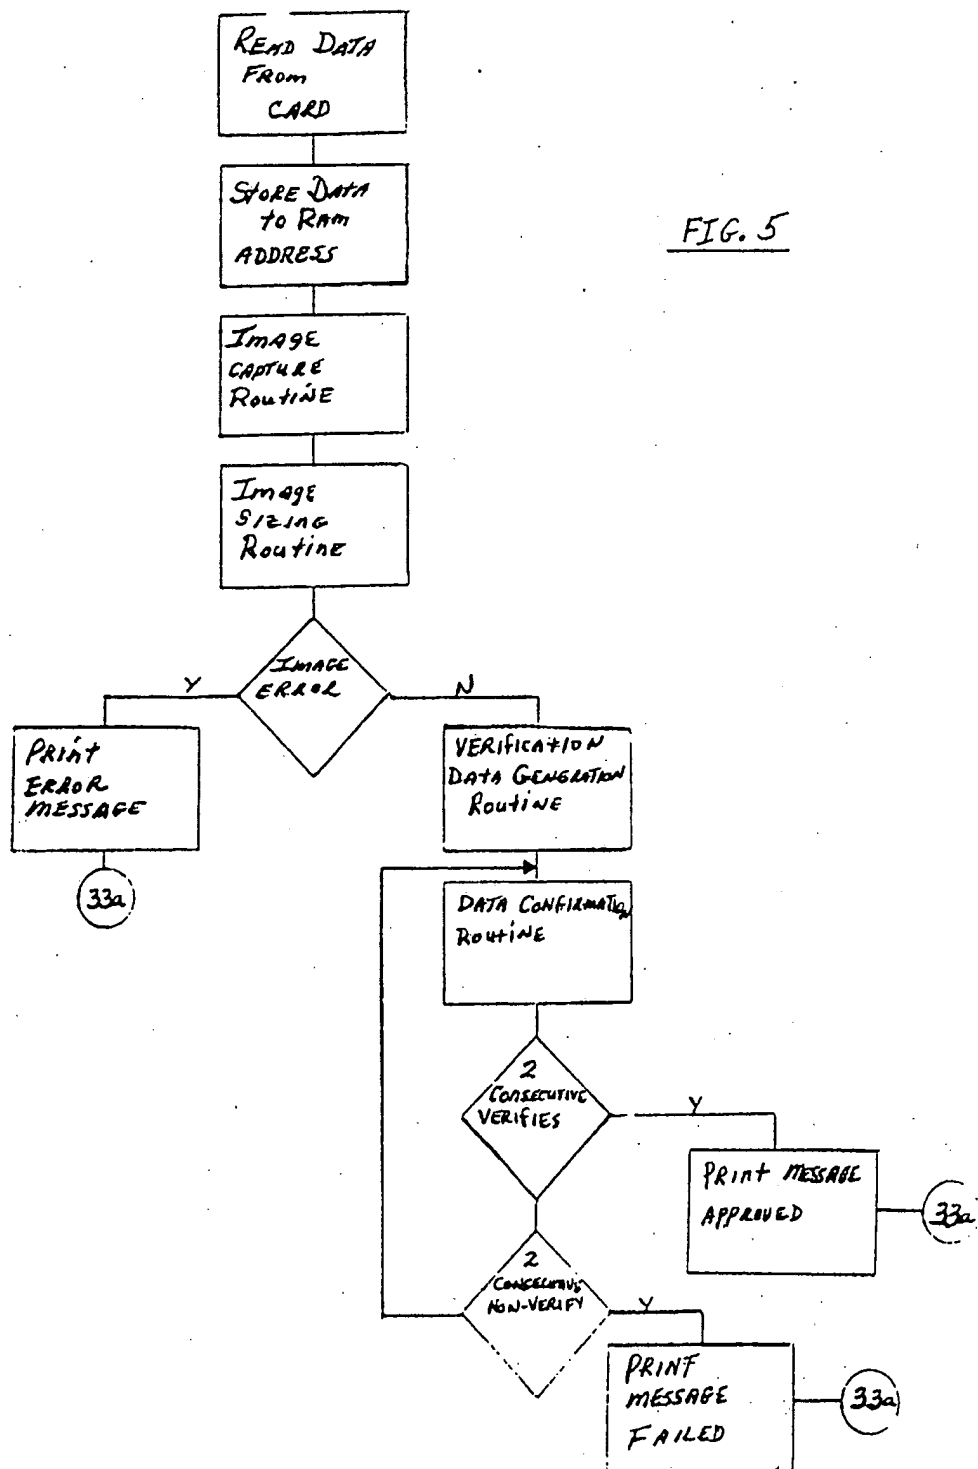 READ DATA
FROM
CARD
STORE DATA
to RAM
ADDRESS
FIG. 5
IMAGE
CAPTURE
ROUTINE
IMAGE
SIZING
ROUTINE
IMAGE
ERROR
Y
N
PRINT
ERROR
MESSAGE
33a
VERIFICATION
DATA GENERATION
ROUTINE
DATA CONFIRMATION
ROUTINE
2
CONSECUTIVE
VERIFIES
Y
PRINT MESSAGE
APPROVED
33a
2
CONSECUTIVE
NON-VERIFY
Y
PRINT
MESSAGE
FAILED
33a